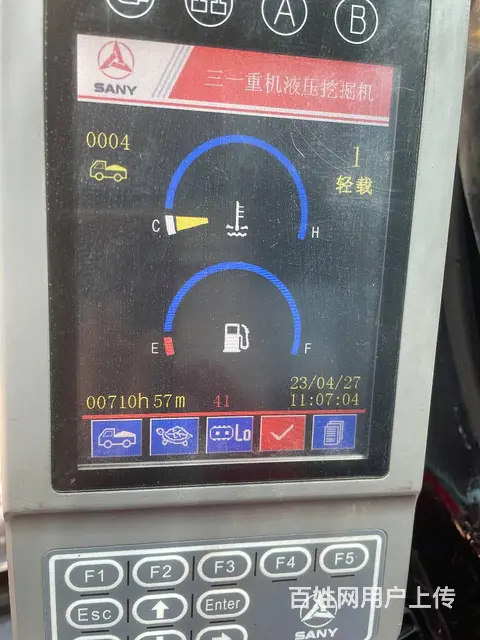 A
B
SANY
三一重机液压挖掘机
0004
1
轻载
C
H
E
F
00710h 57m
41
23/04/27
11:07:04
Lo
F1
F2
F3
F4
F5
Esc
Enter
SANY
百姓网用户上传